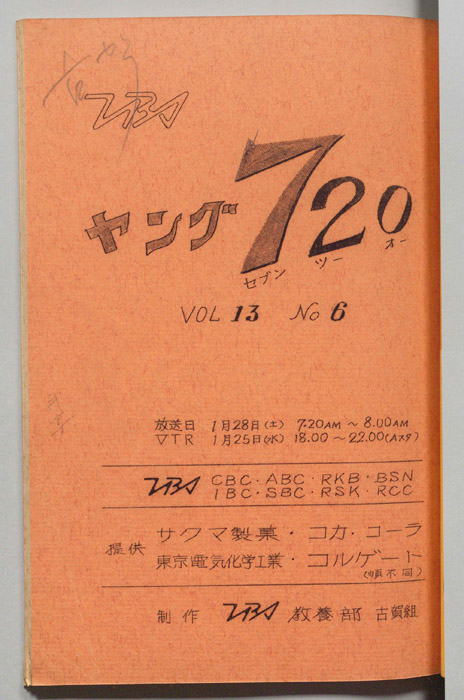 TBS
ヤング720
セブン ツー オー
VOL 13 No 6
放送日 1月28日(土) 7.20AM ~ 8.00AM
VTR 1月25日(水) 18.00 ~ 22.00(Aスタ)
TBS CBC・ABC・RKB・BSN
IBC・SBC・RSK・RCC
提供 サクマ製菓・コカ・コーラ
東京電気化学工業・コルゲート
(順不同)
制作 TBS 教養部 古賀組